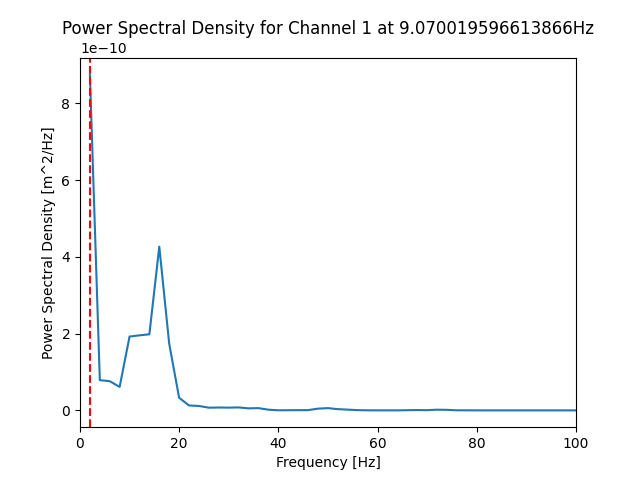 Power Spectral Density for Channel 1 at 9.070019596613866Hz
1e−10
8
6
4
2
0
Power Spectral Density [m^2/Hz]
0 20 40 60 80 100
Frequency [Hz]